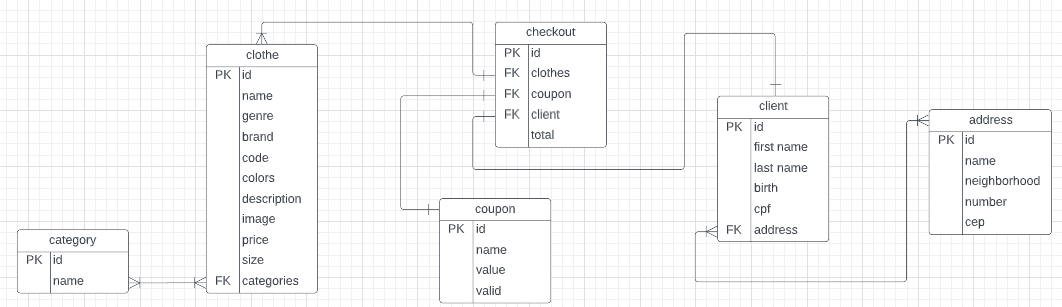 checkout
PK id
FK clothes
FK coupon
FK client
total
clothe
PK id
name
genre
brand
code
colors
description
image
price
size
FK categories
client
PK id
first name
last name
birth
cpf
FK address
address
PK id
name
neighborhood
number
cep
coupon
PK id
name
value
valid
category
PK id
name